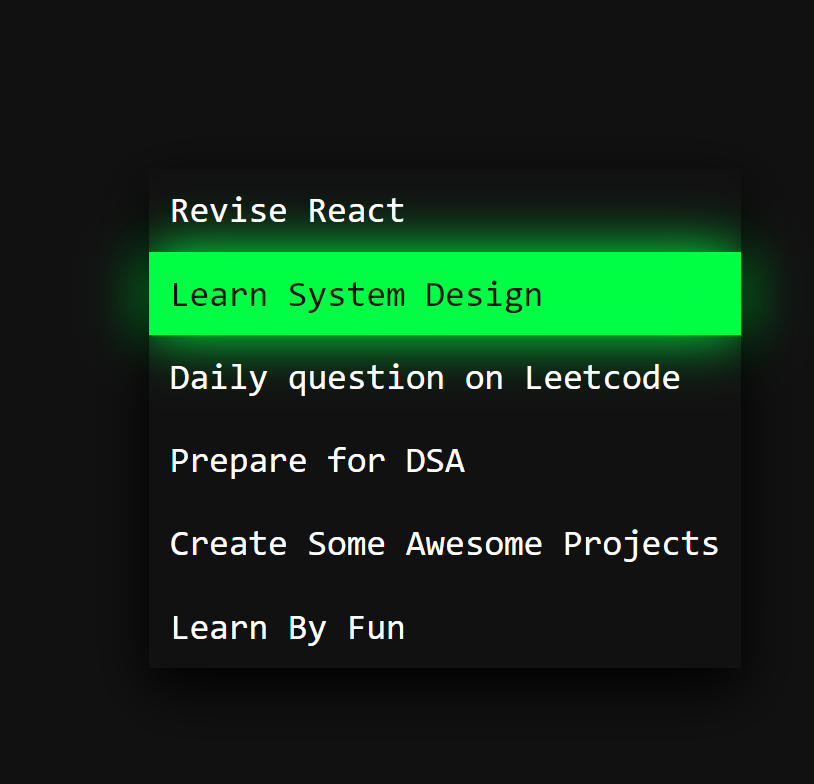 Revise React
Learn System Design
Daily question on Leetcode
Prepare for DSA
Create Some Awesome Projects
Learn By Fun